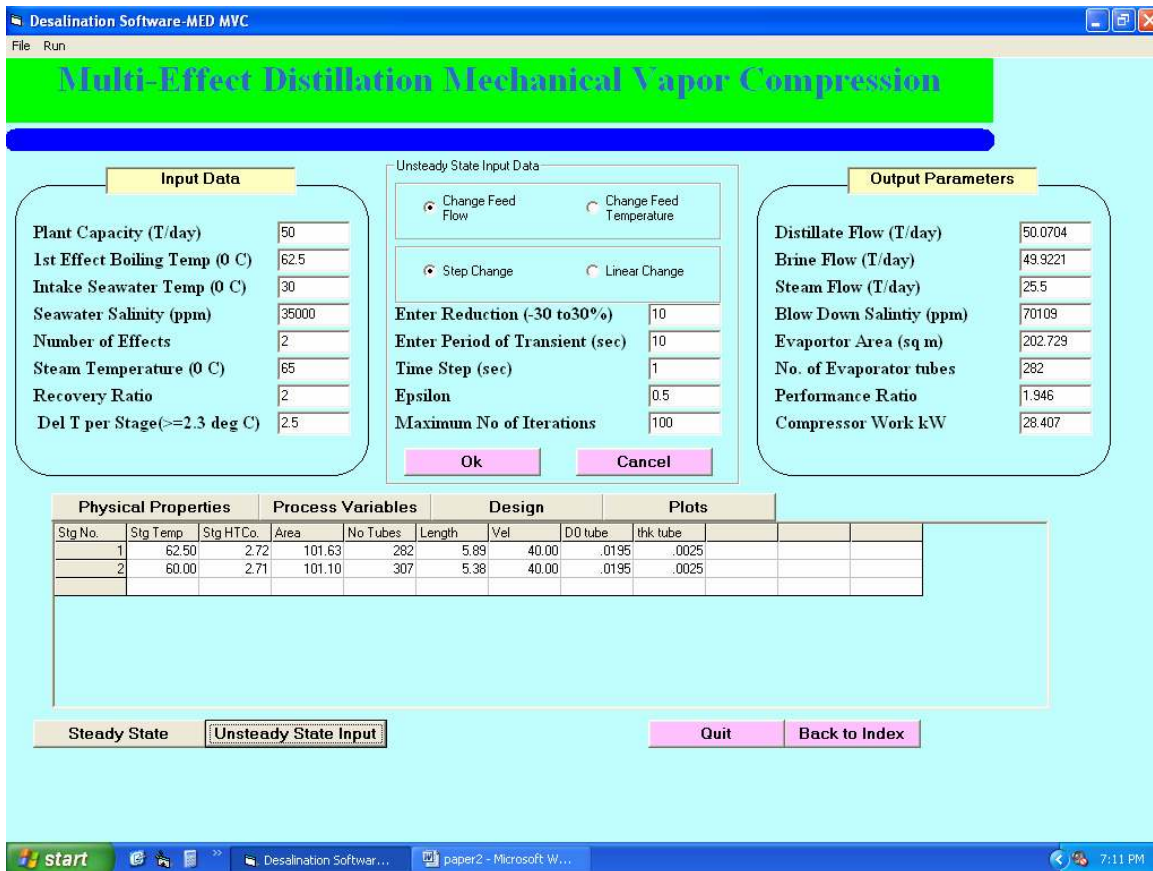 Desalination Software-MED MVC
File Run
Multi-Effect Distillation Mechanical Vapor Compression
Input Data
Plant Capacity (T/day) 50
1st Effect Boiling Temp (0 C) 62.5
Intake Seawater Temp (0 C) 30
Seawater Salinity (ppm) 35000
Number of Effects 2
Steam Temperature (0 C) 65
Recovery Ratio 2
Del T per Stage(>=2.3 deg C) 2.5
Unsteady State Input Data
Change Feed Flow
Change Feed Temperature
Step Change Linear Change
Enter Reduction (-30 to30%) 10
Enter Period of Transient (sec) 10
Time Step (sec) 1
Epsilon 0.5
Maximum No of Iterations 100
Ok Cancel
Output Parameters
Distillate Flow (T/day) 50.0704
Brine Flow (T/day) 49.9221
Steam Flow (T/day) 25.5
Blow Down Salintiy (ppm) 70109
Evaportor Area (sq m) 202.729
No. of Evaporator tubes 282
Performance Ratio 1.946
Compressor Work kW 28.407
Physical Properties Process Variables Design Plots
Stg No. Stg Temp Stg HTCo. Area No Tubes Length Vel D0 tube thk tube
1 62.50 2.72 101.63 282 5.89 40.00 .0195 .0025
2 60.00 2.71 101.10 307 5.38 40.00 .0195 .0025
Steady State Unsteady State Input Quit Back to Index
start Desalination Softwar... paper2 - Microsoft W... 7:11 PM